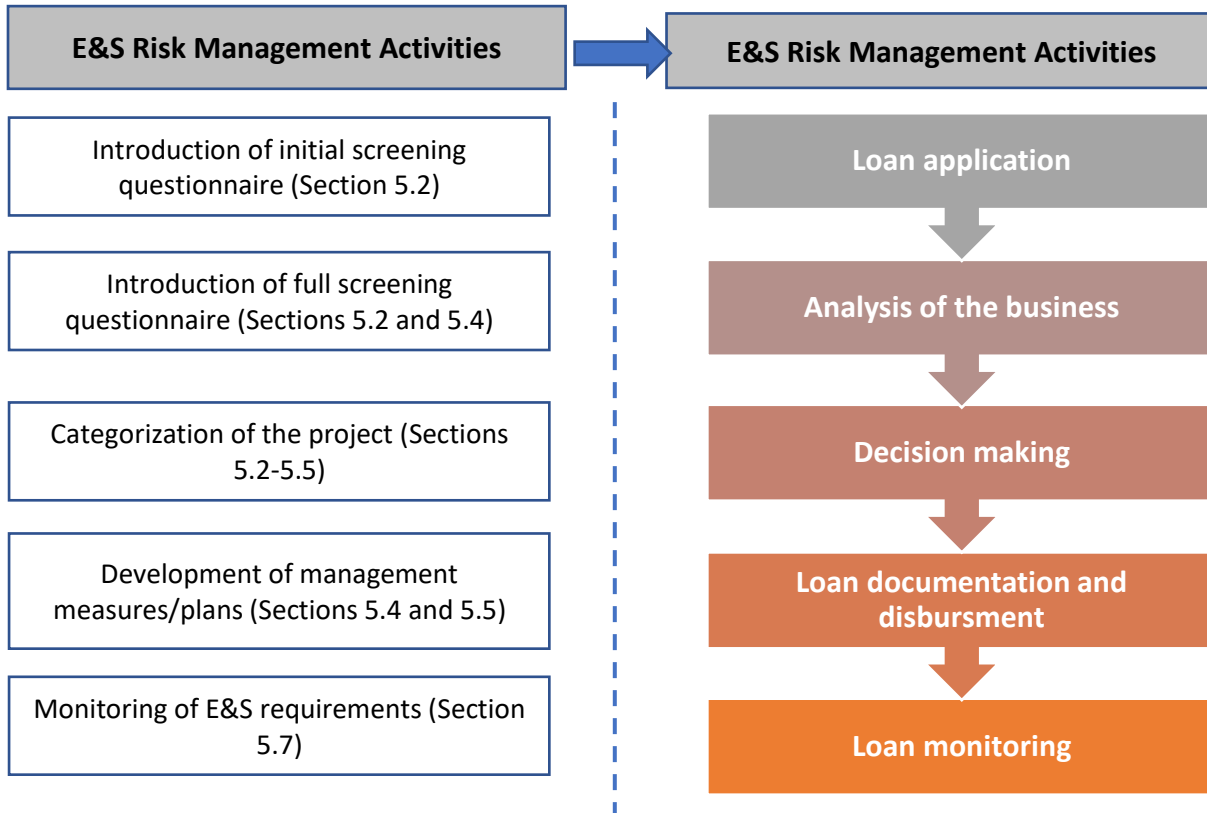 E&S Risk Management Activities
E&S Risk Management Activities
Introduction of initial screening
questionnaire (Section 5.2)
Loan application
Introduction of full screening
questionnaire (Sections 5.2 and 5.4)
Analysis of the business
Categorization of the project (Sections
5.2-5.5)
Decision making
Development of management
measures/plans (Sections 5.4 and 5.5)
Loan documentation and
disbursment
Monitoring of E&S requirements (Section
5.7)
Loan monitoring